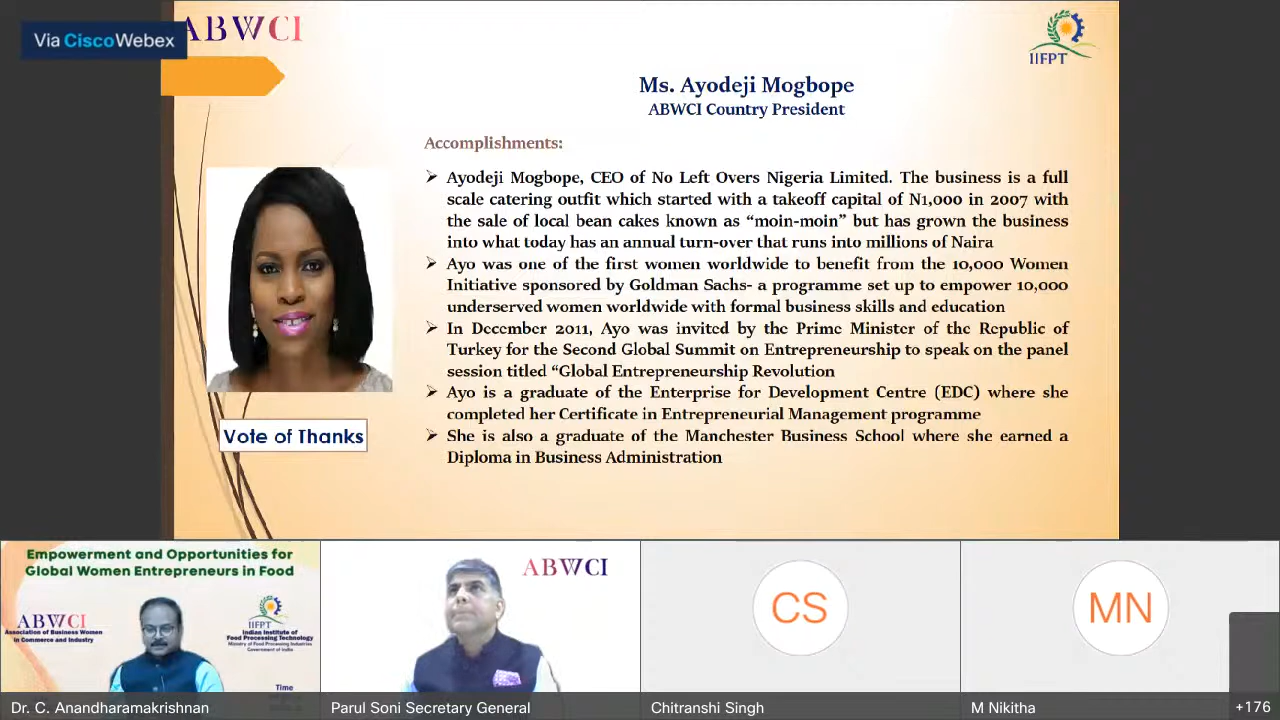 Via CiscoWebex
ABWCI
IIFPT
Ms. Ayodeji Mogbope
ABWCI Country President
Accomplishments:
Ayodeji Mogbope, CEO of No Left Overs Nigeria Limited. The business is a full
scale catering outfit which started with a takeoff capital of N1,000 in 2007 with
the sale of local bean cakes known as “moin-moin” but has grown the business
into what today has an annual turn-over that runs into millions of Naira
Ayo was one of the first women worldwide to benefit from the 10,000 Women
Initiative sponsored by Goldman Sachs- a programme set up to empower 10,000
underserved women worldwide with formal business skills and education
In December 2011, Ayo was invited by the Prime Minister of the Republic of
Turkey for the Second Global Summit on Entrepreneurship to speak on the panel
session titled “Global Entrepreneurship Revolution
Ayo is a graduate of the Enterprise for Development Centre (EDC) where she
completed her Certificate in Entrepreneurial Management programme
She is also a graduate of the Manchester Business School where she earned a
Diploma in Business Administration
Vote of Thanks
Empowerment and Opportunities for
Global Women Entrepreneurs in Food
ABWCI
Association of Business Women
in Commerce and Industry
IIFPT
Indian Institute of
Food Processing Technology
Ministry of Food Processing Industries
Government of India
Time
ABWCI
CS
MN
Dr. C. Anandharamakrishnan
Parul Soni Secretary General
Chitranshi Singh
M Nikitha
+176